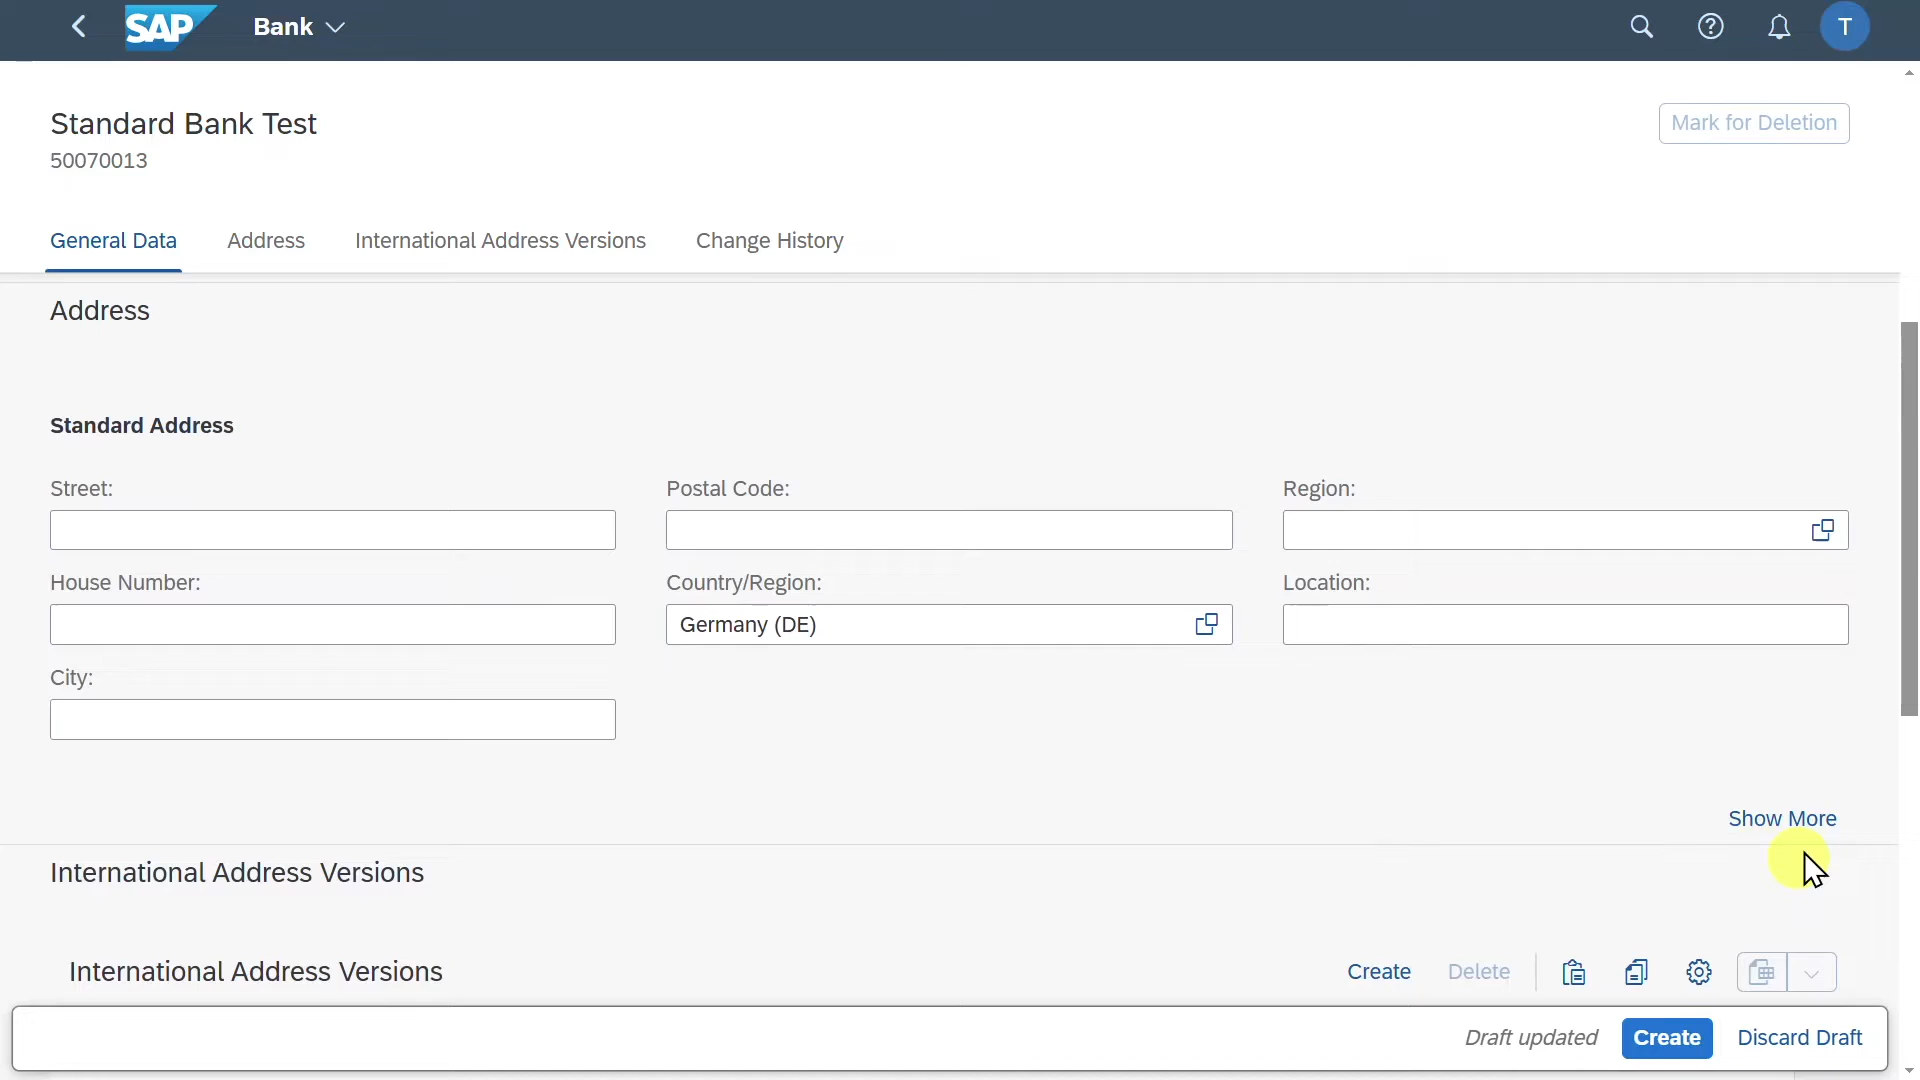 SAP Bank T
Standard Bank Test
Mark for Deletion
50070013
General Data Address International Address Versions Change History
Address
Standard Address
Street: Postal Code: Region:
House Number: Country/Region: Location:
Germany (DE)
City:
Show More
International Address Versions
International Address Versions Create Delete
Draft updated Create Discard Draft